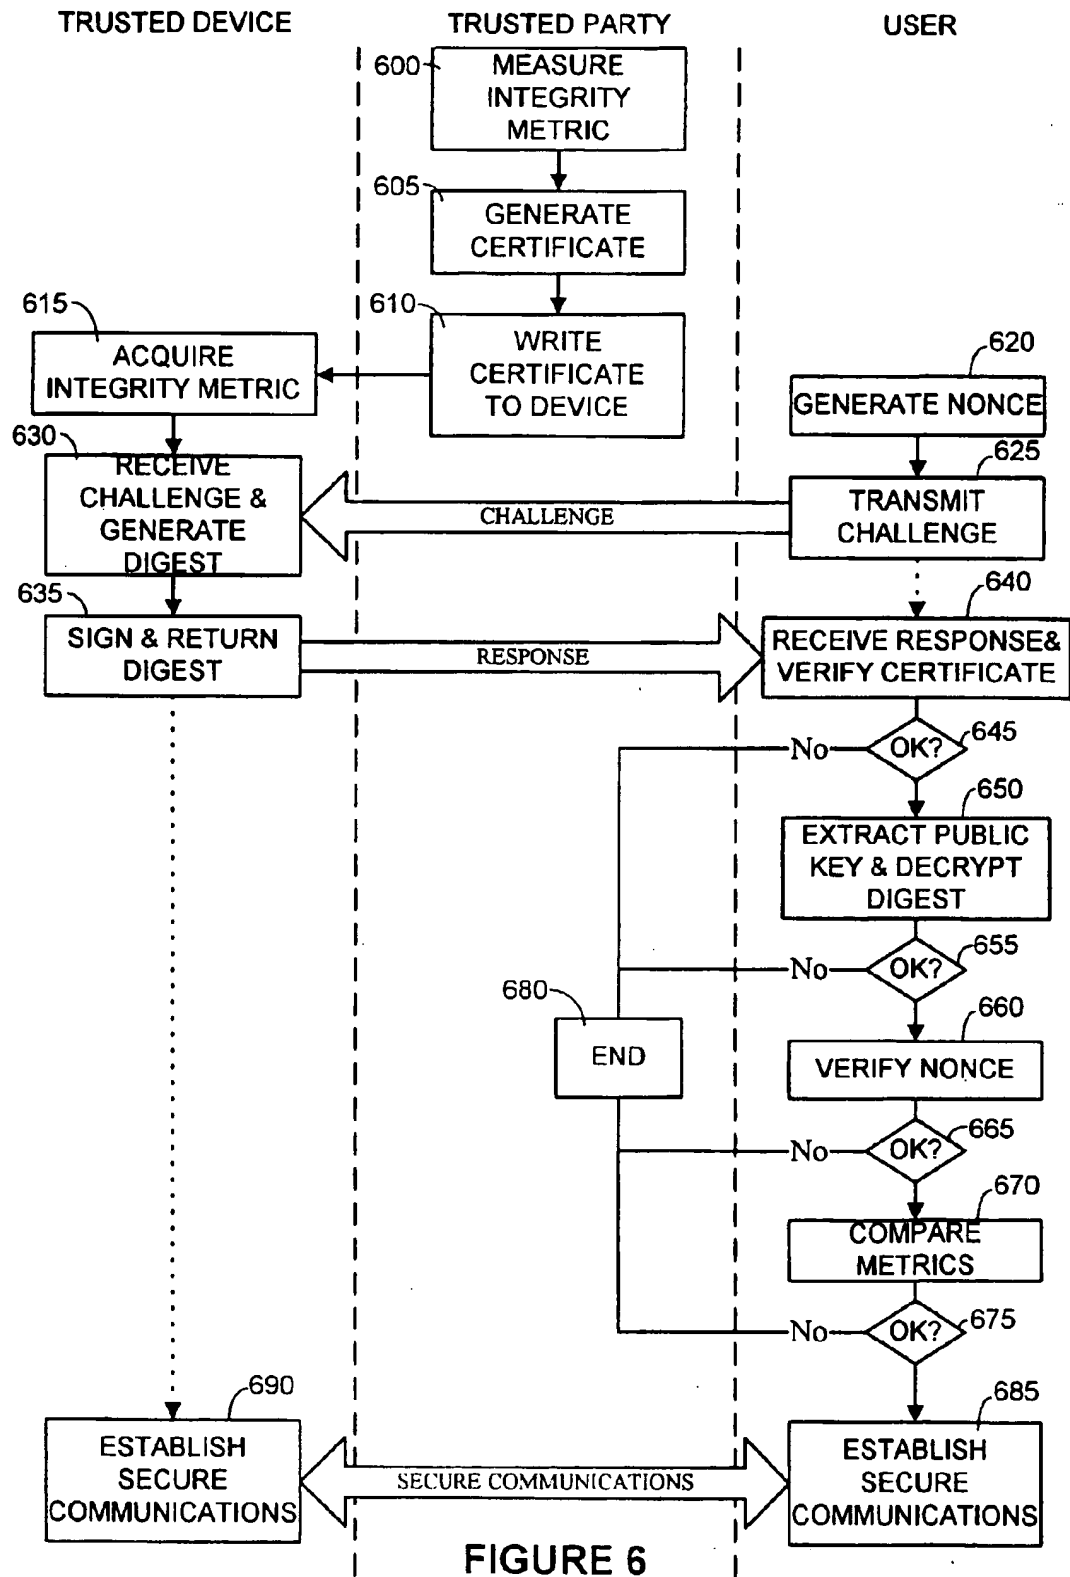 TRUSTED DEVICE
TRUSTED PARTY
USER
600
MEASURE
INTEGRITY
METRIC
605
GENERATE
CERTIFICATE
610
WRITE
CERTIFICATE
TO DEVICE
615
ACQUIRE
INTEGRITY METRIC
620
GENERATE NONCE
625
TRANSMIT
CHALLENGE
630
RECEIVE
CHALLENGE &
GENERATE
DIGEST
CHALLENGE
635
SIGN & RETURN
DIGEST
RESPONSE
640
RECEIVE RESPONSE&
VERIFY CERTIFICATE
645
OK?
No
650
EXTRACT PUBLIC
KEY & DECRYPT
DIGEST
655
OK?
No
680
END
660
VERIFY NONCE
665
OK?
No
670
COMPARE
METRICS
675
OK?
No
690
ESTABLISH
SECURE
COMMUNICATIONS
SECURE COMMUNICATIONS
685
ESTABLISH
SECURE
COMMUNICATIONS
FIGURE 6